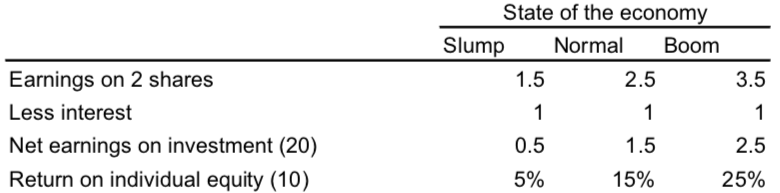 State of the economy
Slump Normal Boom
Earnings on 2 shares 1.5 2.5 3.5
Less interest 1 1 1
Net earnings on investment (20) 0.5 1.5 2.5
Return on individual equity (10) 5% 15% 25%